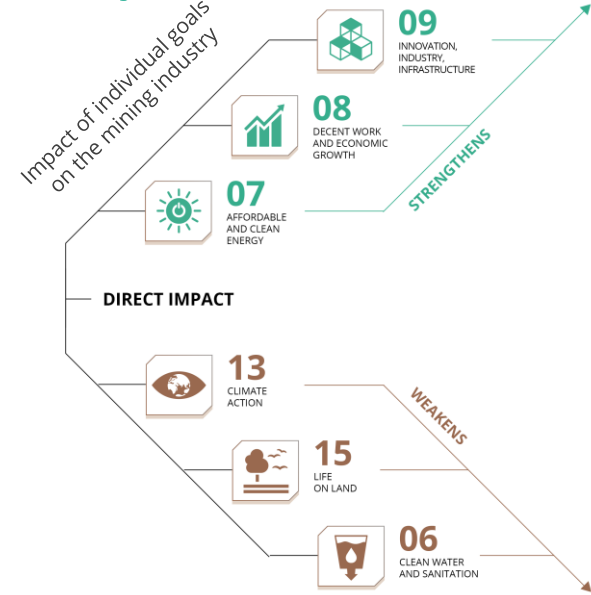 Impact of individual goals
on the mining industry
09
INNOVATION,
INDUSTRY,
INFRASTRUCTURE
08
DECENT WORK
AND ECONOMIC
GROWTH
STRENGTHENS
07
AFFORDABLE
AND CLEAN
ENERGY
DIRECT IMPACT
13
CLIMATE
ACTION
WEAKENS
15
LIFE
ON LAND
06
CLEAN WATER
AND SANITATION